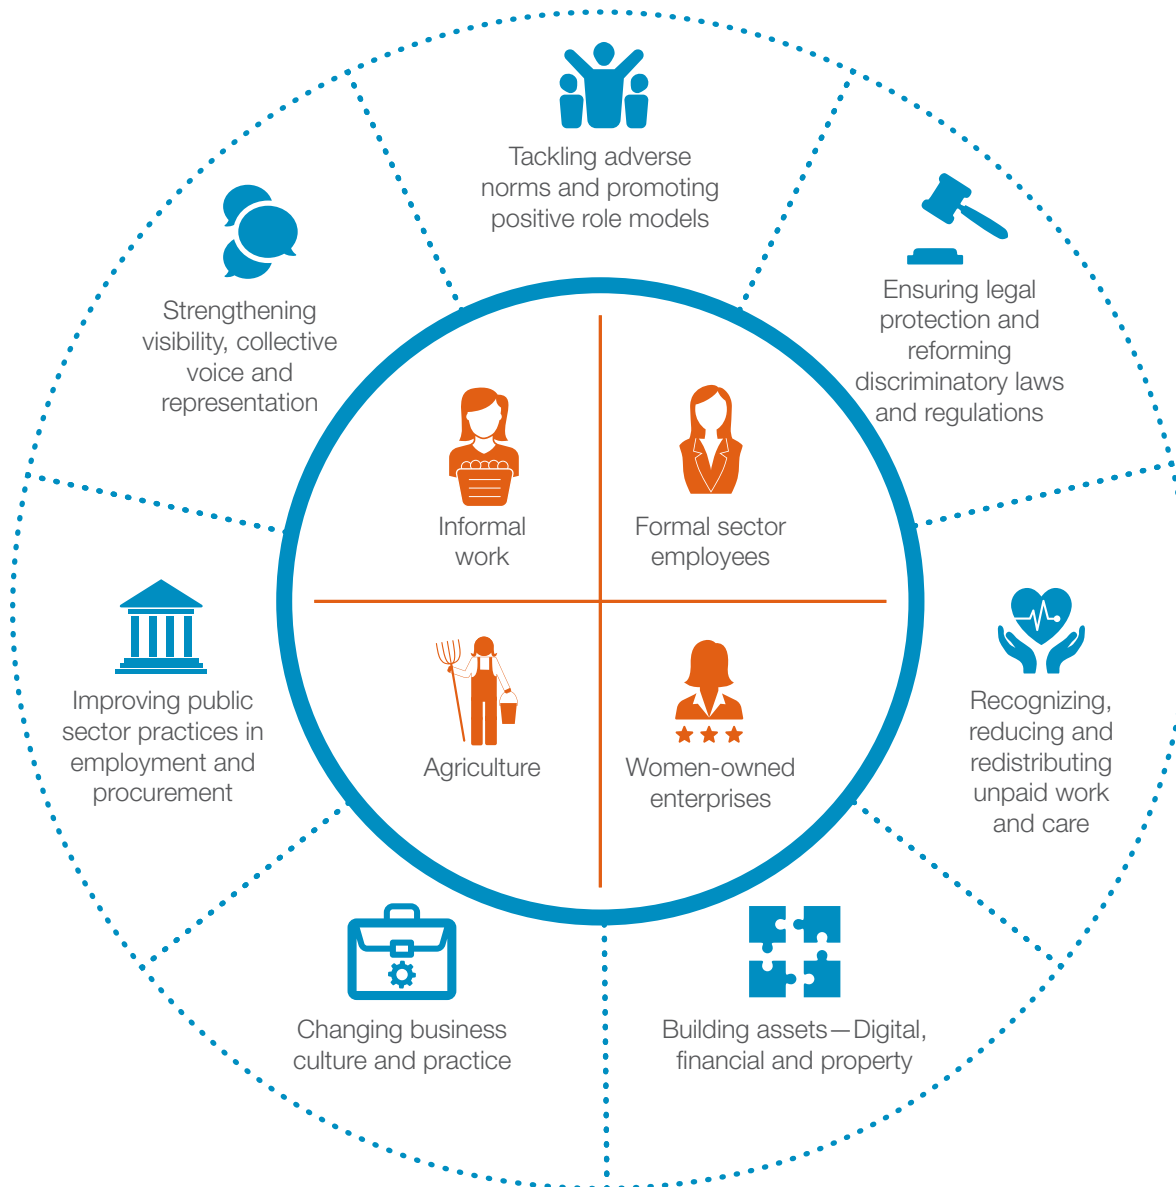 Tackling adverse
norms and promoting
positive role models
Ensuring legal
protection and
reforming
discriminatory laws
and regulations
Recognizing,
reducing and
redistributing
unpaid work
and care
Building assets—Digital,
financial and property
Changing business
culture and practice
Improving public
sector practices in
employment and
procurement
Strengthening
visibility, collective
voice and
representation
Informal
work
Formal sector
employees
Agriculture
Women-owned
enterprises